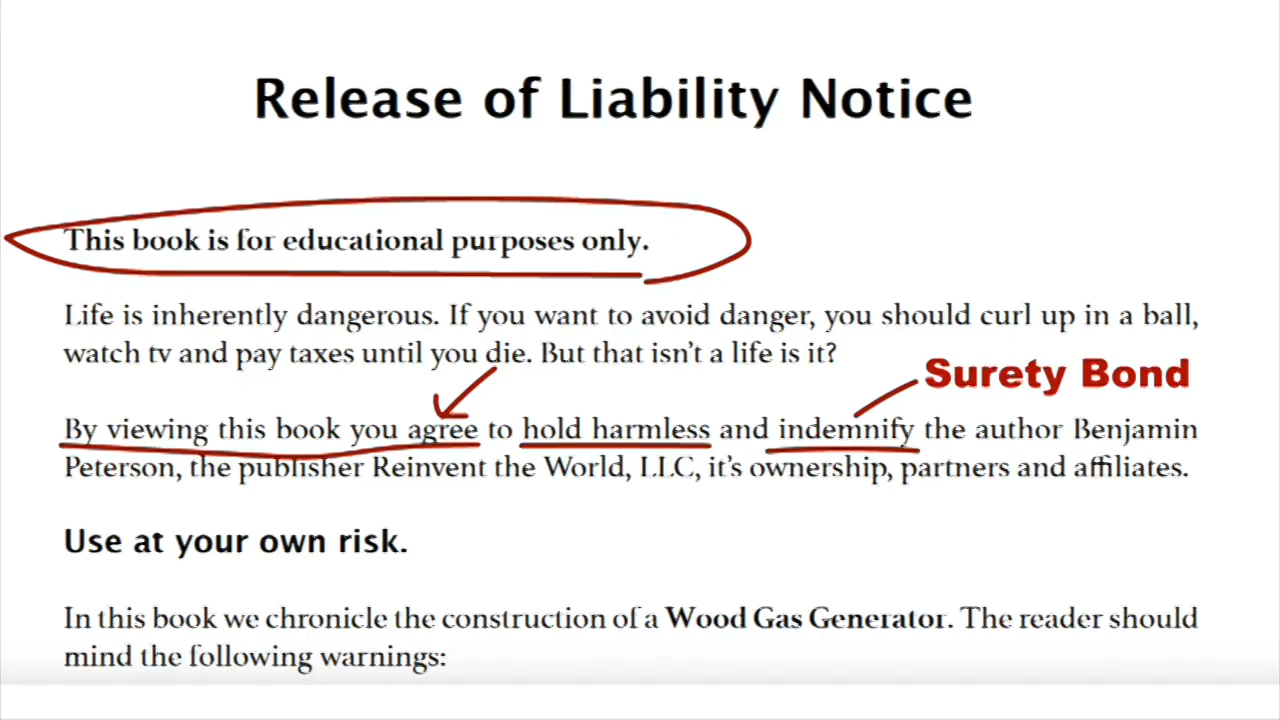 Release of Liability Notice
This book is for educational purposes only.
Life is inherently dangerous. If you want to avoid danger, you should curl up in a ball,
watch tv and pay taxes until you die. But that isn't a life is it?
Surety Bond
By viewing this book you agree to hold harmless and indemnify the author Benjamin
Peterson, the publisher Reinvent the World, LLC, it's ownership, partners and affiliates.
Use at your own risk.
In this book we chronicle the construction of a Wood Gas Generator. The reader should
mind the following warnings: